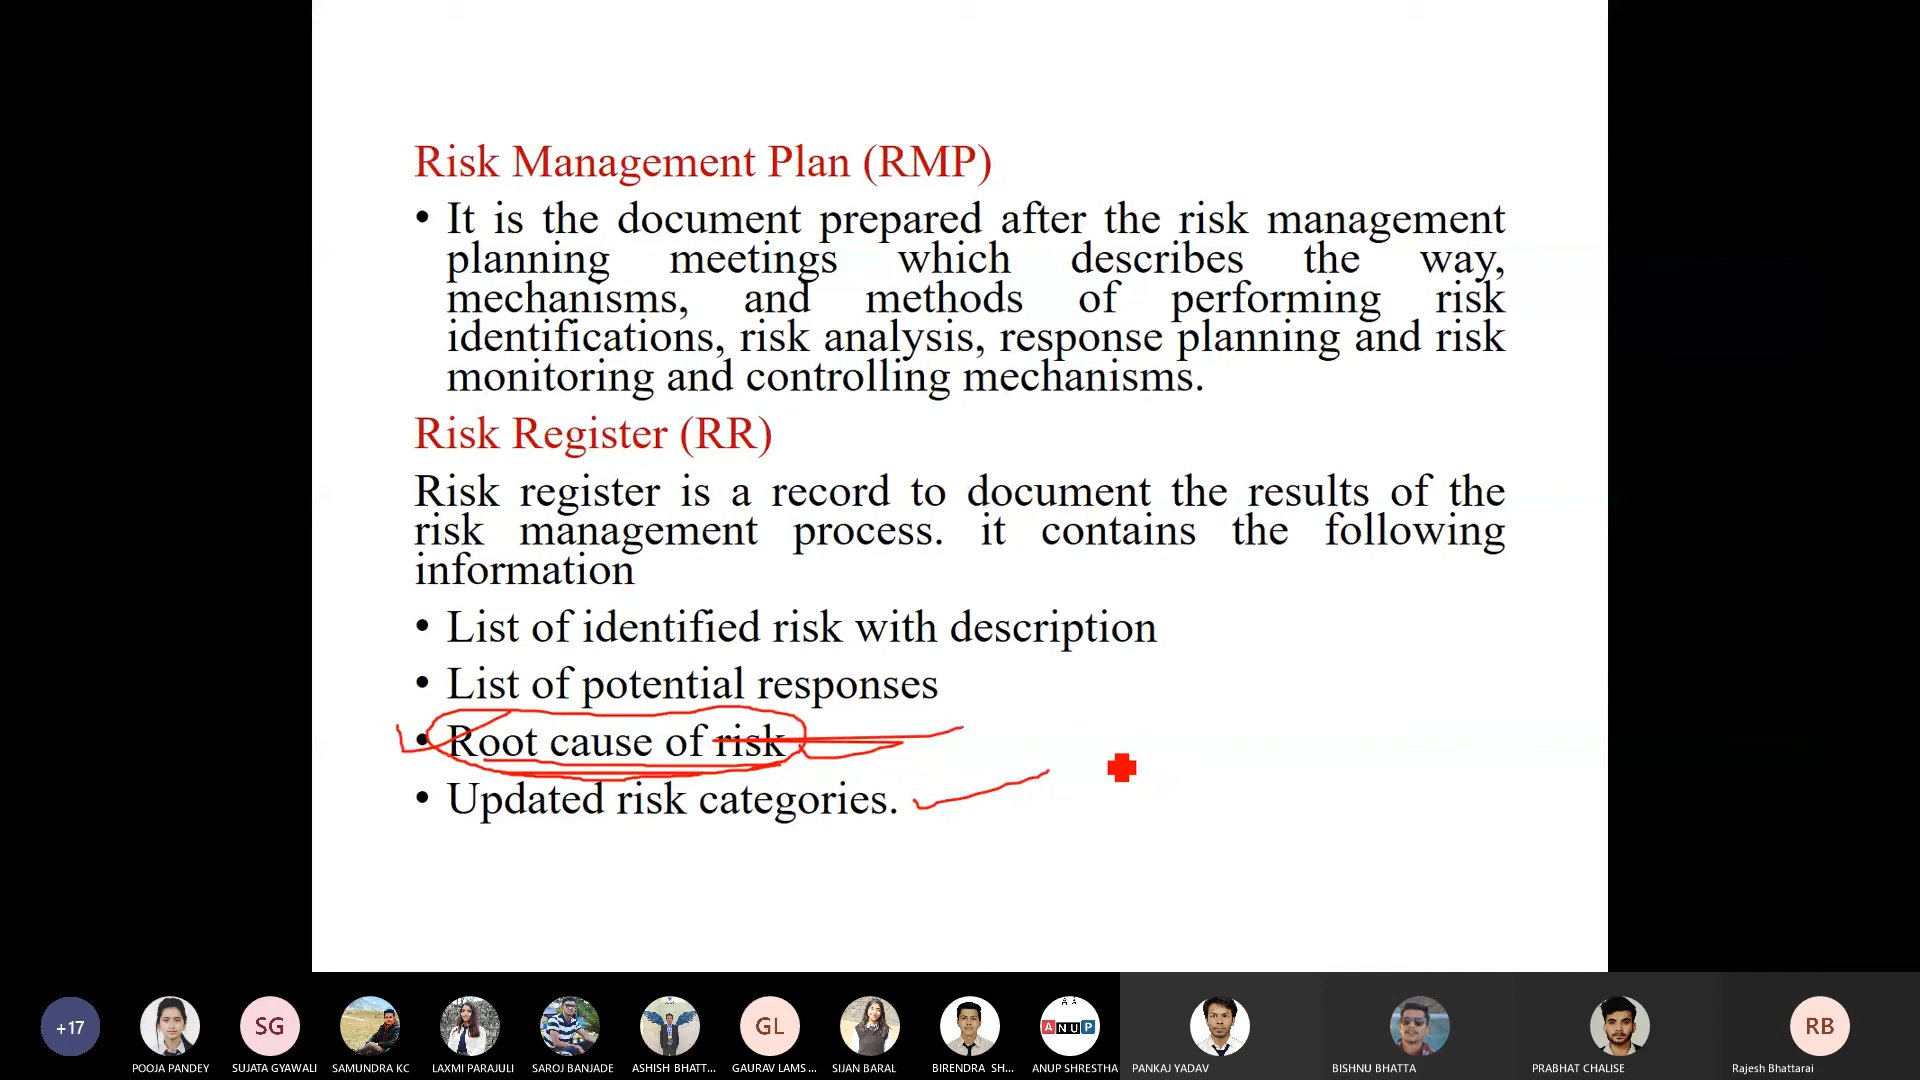 Risk Management Plan (RMP)
• It is the document prepared after the risk management
planning meetings which describes the way,
mechanisms, and methods of performing risk
identifications, risk analysis, response planning and risk
monitoring and controlling mechanisms.
Risk Register (RR)
Risk register is a record to document the results of the
risk management process. it contains the following
information
• List of identified risk with description
• List of potential responses
• Root cause of risk
• Updated risk categories.
+17
SG
GL
ANUP
RB
POOJA PANDEY
SUJATA GYAWALI
SAMUNDRA KC
LAXMI PARAJULI
SAROJ BANJADE
ASHISH BHATT...
GAURAV LAMS...
SIJAN BARAL
BIRENDRA SH...
ANUP SHRESTHA
PANKAJ YADAV
BISHNU BHATTA
PRABHAT CHALISE
Rajesh Bhattarai